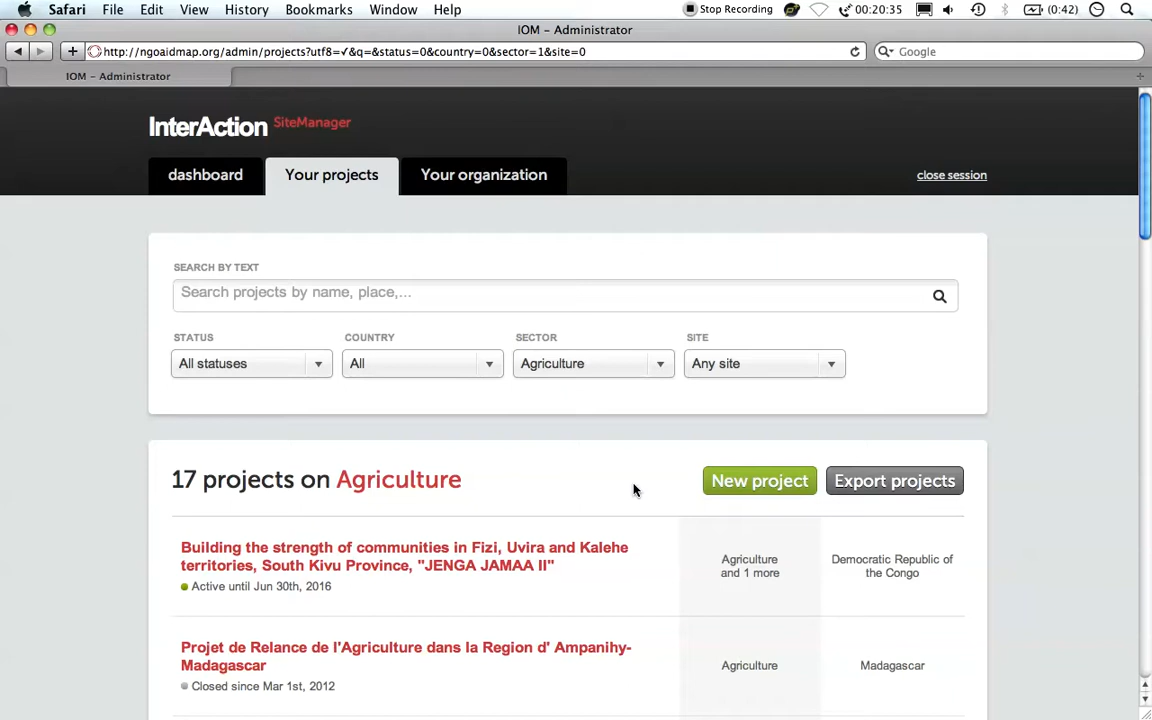 Safari File Edit View History Bookmarks Window Help Stop Recording 00:20:35 (0:42)
IOM – Administrator
http://ngoaidmap.org/admin/projects?utf8=✓&q=&status=0&country=0&sector=1&site=0 Google
IOM – Administrator
InterAction SiteManager
dashboard Your projects Your organization close session
SEARCH BY TEXT
Search projects by name, place,...
STATUS COUNTRY SECTOR SITE
All statuses All Agriculture Any site
17 projects on Agriculture New project Export projects
Building the strength of communities in Fizi, Uvira and Kalehe
territories, South Kivu Province, "JENGA JAMAA II"
Active until Jun 30th, 2016
Agriculture
and 1 more
Democratic Republic of
the Congo
Projet de Relance de l'Agriculture dans la Region d' Ampanihy-
Madagascar
Closed since Mar 1st, 2012
Agriculture
Madagascar